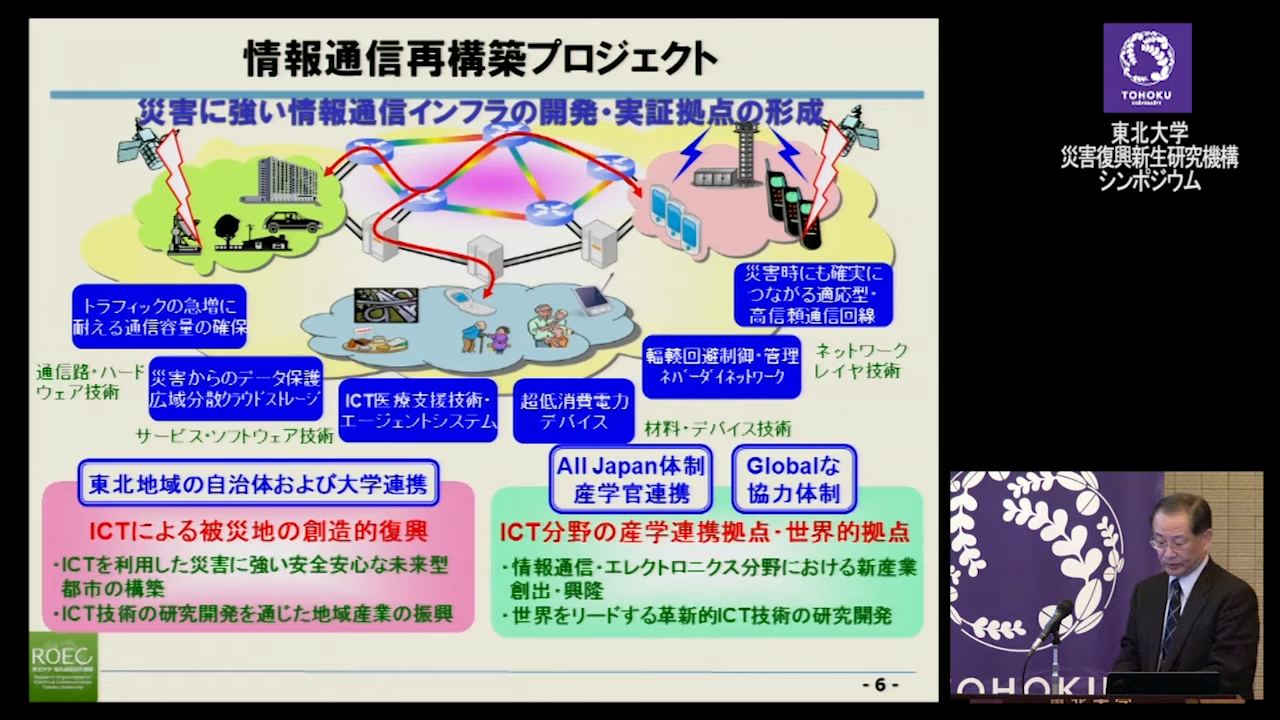 情報通信再構築プロジェクト
災害に強い情報通信インフラの開発・実証拠点の形成
トラフィックの急増に
耐える通信容量の確保
災害時にも確実に
つながる適応型・
高信頼通信回線
通信路・ハード
ウェア技術
災害からのデータ保護
広域分散クラウドストレージ
ICT医療支援技術・
エージェントシステム
超低消費電力
デバイス
輻輳回避制御・管理
ネバーダイネットワーク
ネットワーク
レイヤ技術
サービス・ソフトウェア技術
材料・デバイス技術
東北地域の自治体および大学連携
ICTによる被災地の創造的復興
・ICTを利用した災害に強い安全安心な未来型
都市の構築
・ICT技術の研究開発を通じた地域産業の振興
All Japan体制
産学官連携
Globalな
協力体制
ICT分野の産学連携拠点・世界的拠点
・情報通信・エレクトロニクス分野における新産業
創出・興隆
・世界をリードする革新的ICT技術の研究開発
ROEC
- 6 -
TOHOKU
UNIVERSITY
東北大学
災害復興新生研究機構
シンポジウム
TOHOKU
東北大学